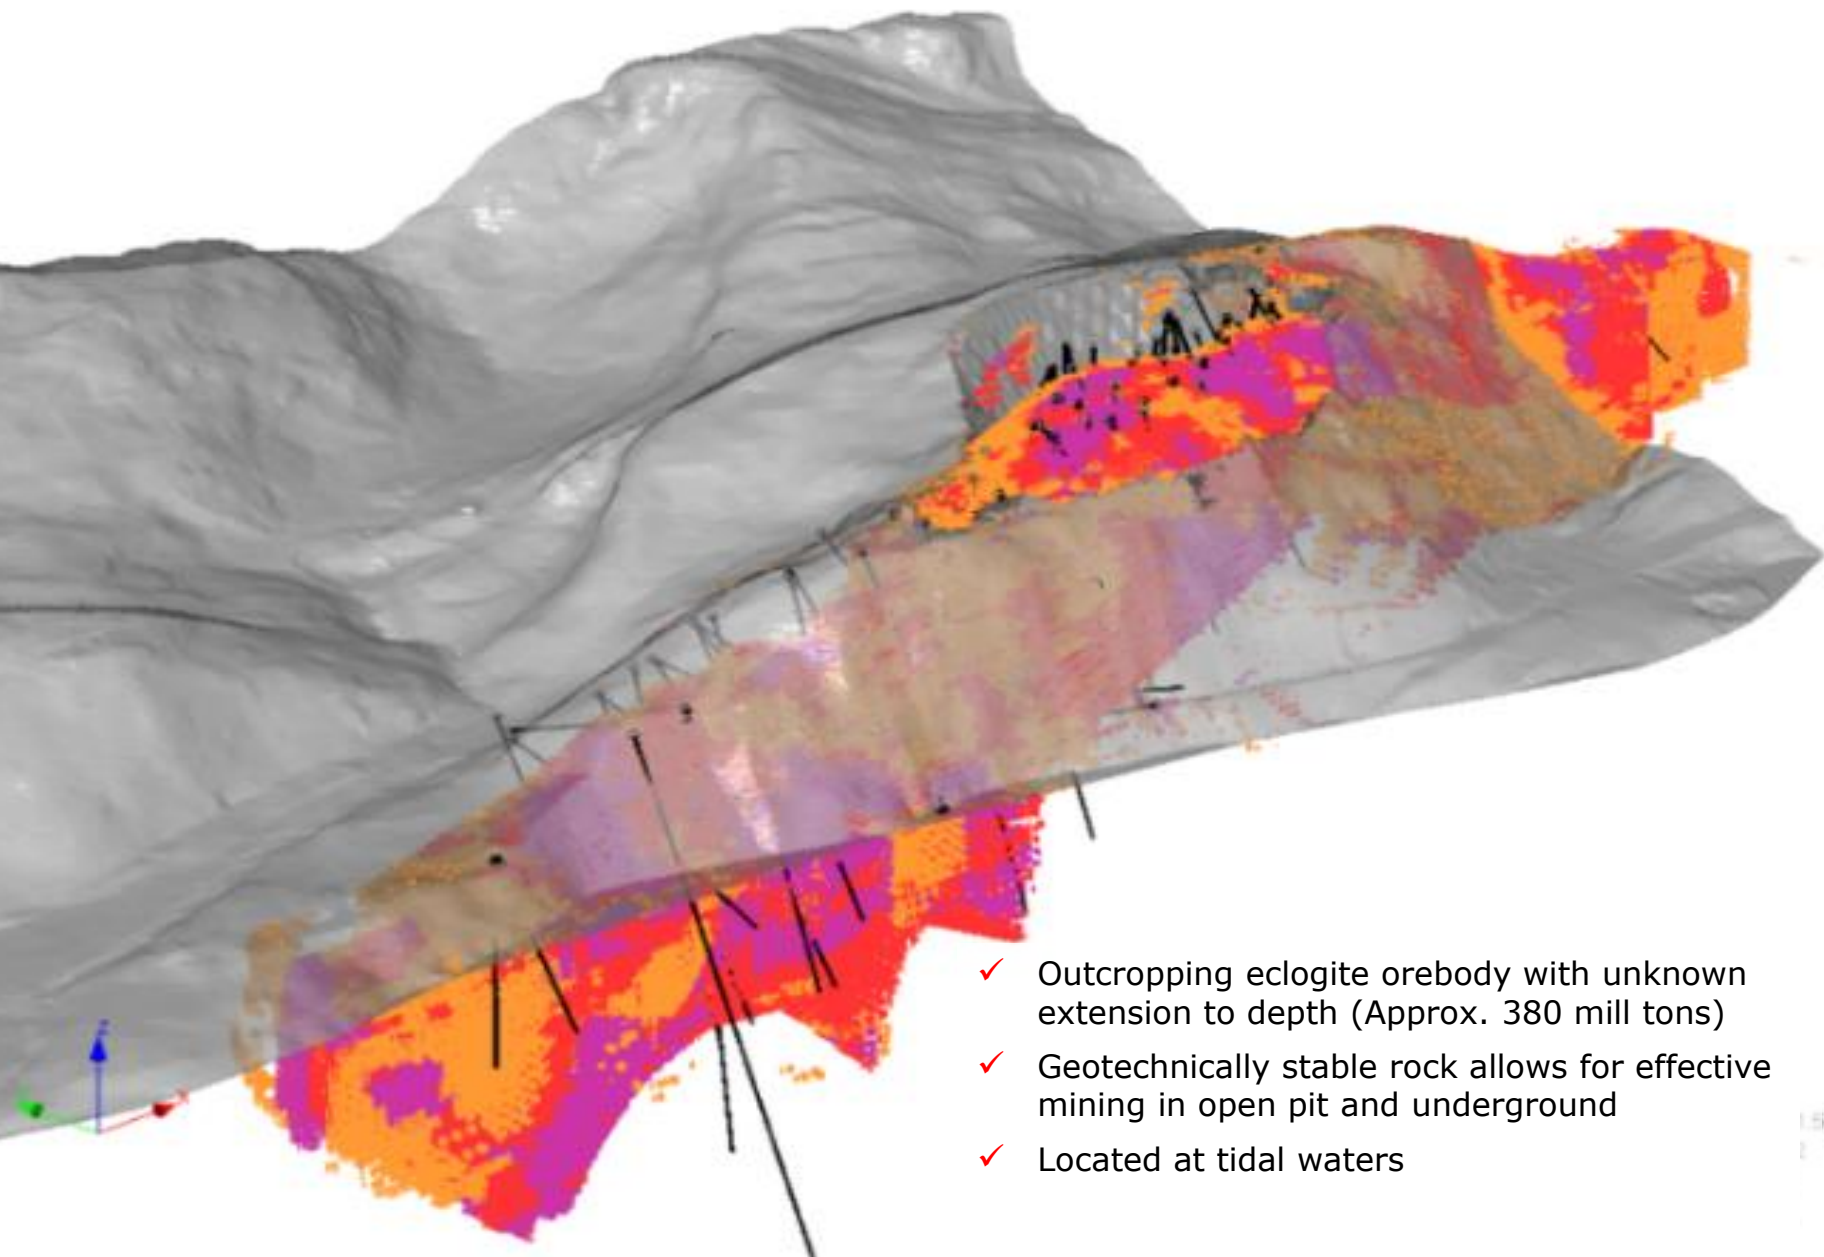 ✓ Outcropping eclogite orebody with unknown
extension to depth (Approx. 380 mill tons)
✓ Geotechnically stable rock allows for effective
mining in open pit and underground
✓ Located at tidal waters